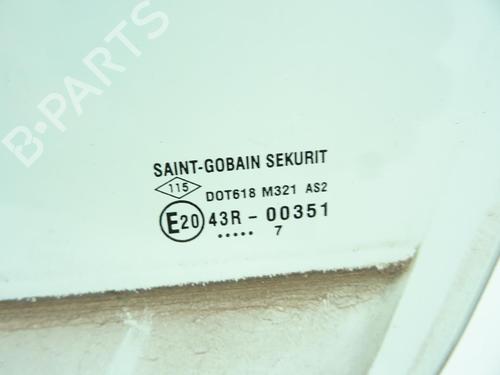 B-PARTS
SAINT-GOBAIN SEKURIT
115 DOT618 M321 AS2
E20 43R - 00351
..... 7